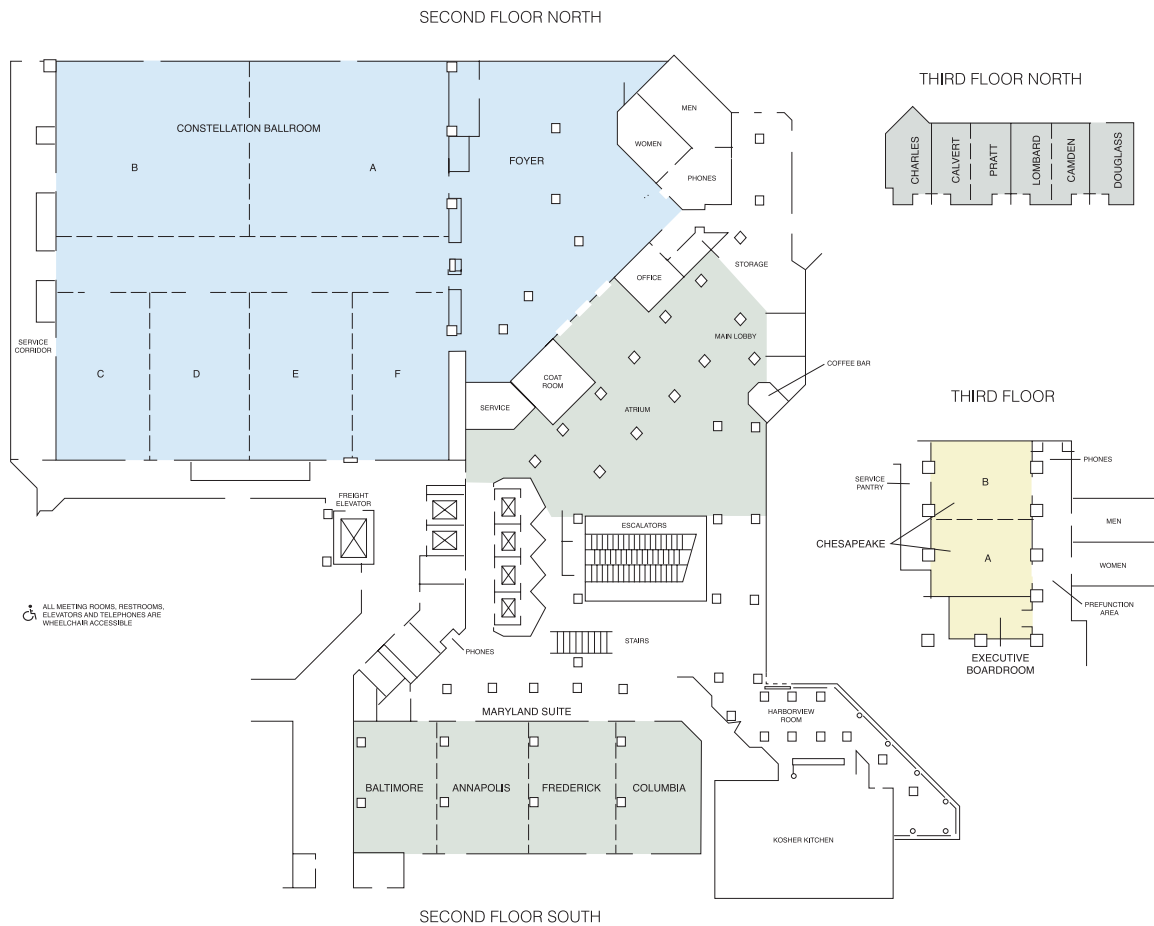 SECOND FLOOR NORTH
MEN
WOMEN
PHONES
CONSTELLATION BALLROOM
B
A
FOYER
THIRD FLOOR NORTH
CHARLES
CALVERT
PRATT
LOMBARD
CAMDEN
DOUGLASS
OFFICE
STORAGE
MAIN LOBBY
COFFEE BAR
SERVICE
CORRIDOR
C
D
E
F
COAT
ROOM
SERVICE
ATRIUM
THIRD FLOOR
PHONES
SERVICE
PANTRY
B
MEN
CHESAPEAKE
A
WOMEN
PREFUNCTION
AREA
EXECUTIVE
BOARDROOM
FREIGHT
ELEVATOR
ESCALATORS
ALL MEETING ROOMS, RESTROOMS,
ELEVATORS AND TELEPHONES ARE
WHEELCHAIR ACCESSIBLE
STAIRS
PHONES
MARYLAND SUITE
HARBORVIEW
ROOM
BALTIMORE
ANNAPOLIS
FREDERICK
COLUMBIA
KOSHER KITCHEN
SECOND FLOOR SOUTH